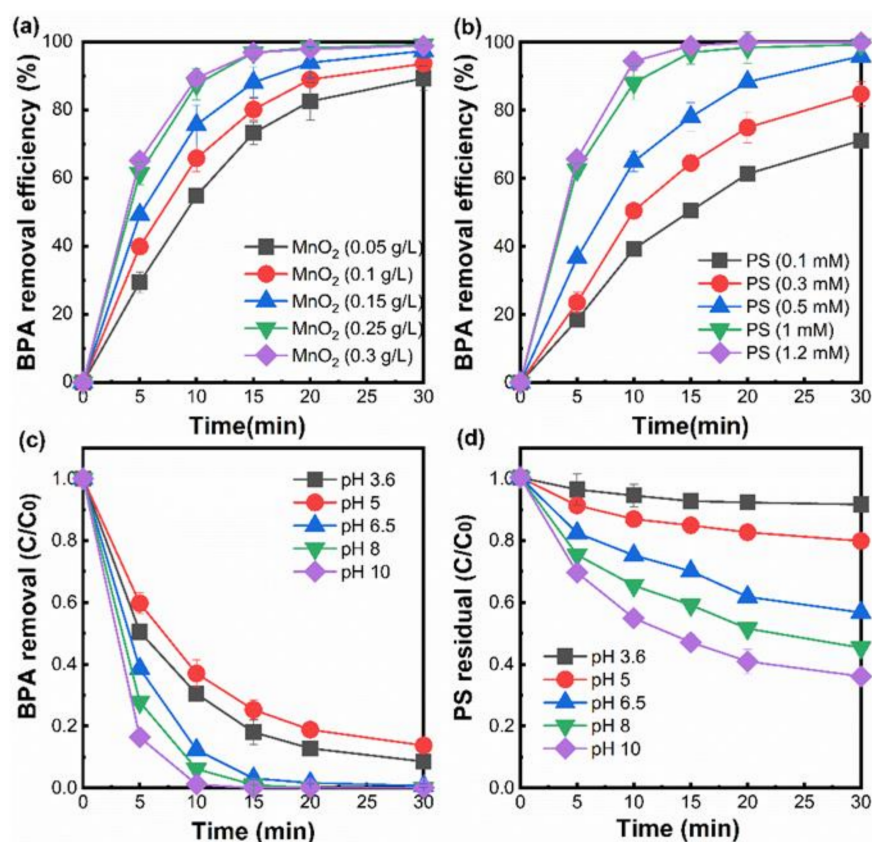 (a)
BPA removal efficiency (%)
100
80
60
40
20
0
MnO2 (0.05 g/L)
MnO2 (0.1 g/L)
MnO2 (0.15 g/L)
MnO2 (0.25 g/L)
MnO2 (0.3 g/L)
0 5 10 15 20 25 30
Time(min)
(b)
BPA removal efficiency (%)
100
80
60
40
20
0
PS (0.1 mM)
PS (0.3 mM)
PS (0.5 mM)
PS (1 mM)
PS (1.2 mM)
0 5 10 15 20 25 30
Time(min)
(c)
BPA removal (C/C0)
1.0
0.8
0.6
0.4
0.2
0.0
pH 3.6
pH 5
pH 6.5
pH 8
pH 10
0 5 10 15 20 25 30
Time (min)
(d)
PS residual (C/C0)
1.0
0.8
0.6
0.4
0.2
0.0
pH 3.6
pH 5
pH 6.5
pH 8
pH 10
0 5 10 15 20 25 30
Time (min)